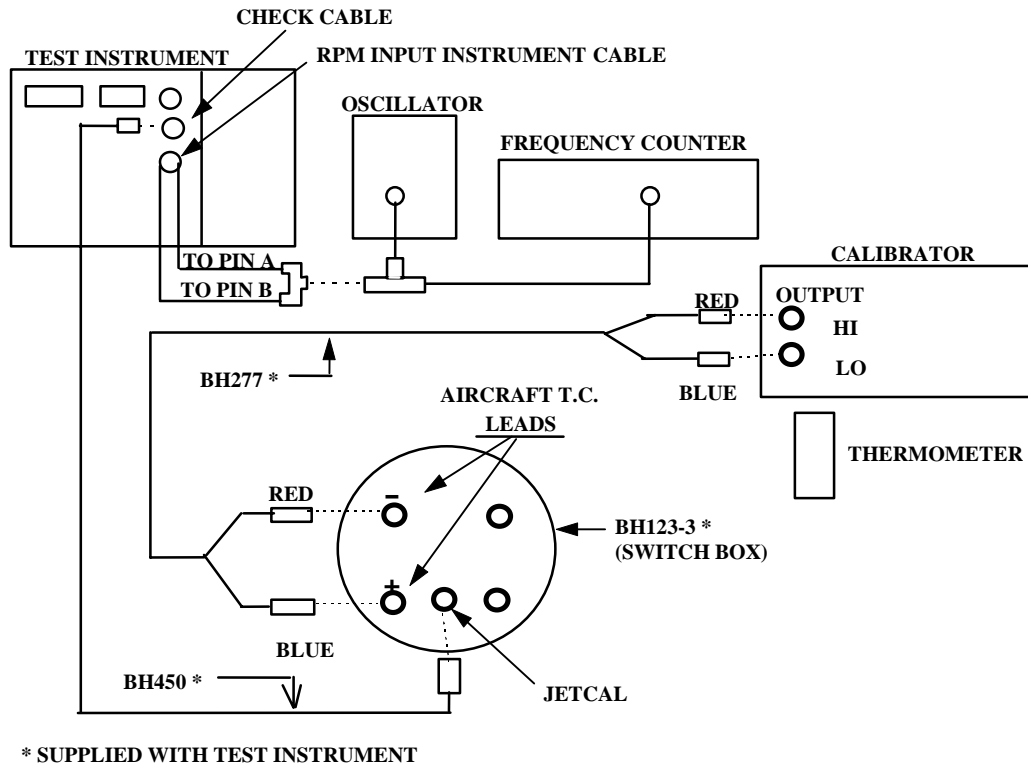 CHECK CABLE
TEST INSTRUMENT
RPM INPUT INSTRUMENT CABLE
OSCILLATOR
FREQUENCY COUNTER
TO PIN A
TO PIN B
CALIBRATOR
OUTPUT
RED
HI
LO
BLUE
BH277 *
AIRCRAFT T.C.
LEADS
THERMOMETER
RED
-
BH123-3 *
(SWITCH BOX)
+
BLUE
BH450 *
JETCAL
* SUPPLIED WITH TEST INSTRUMENT